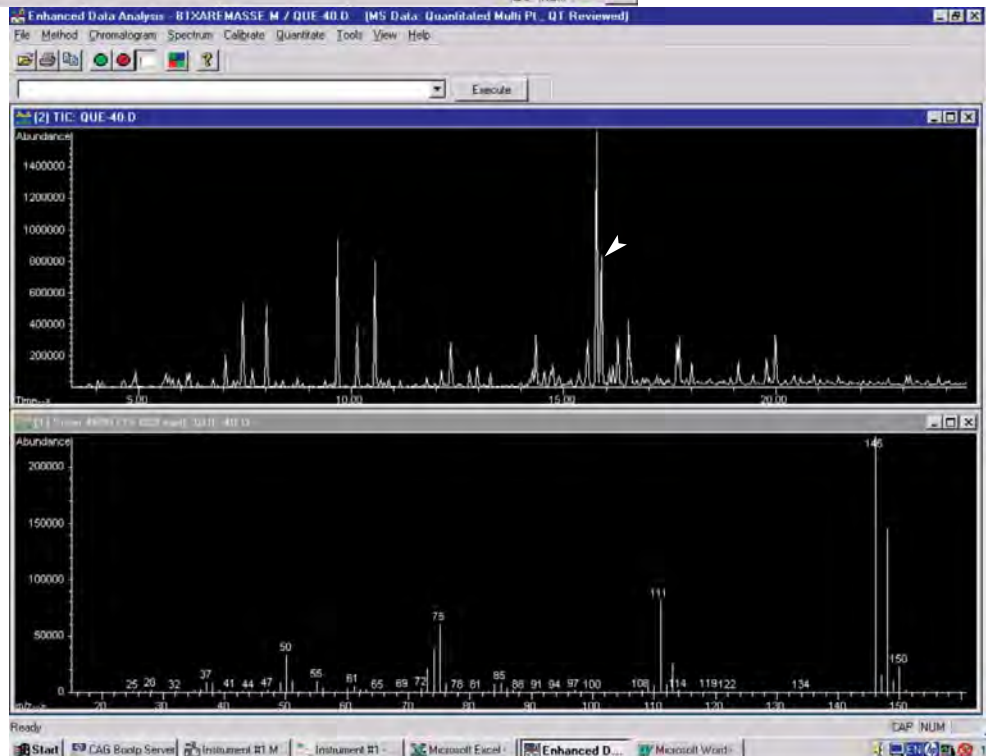 Enhanced Data Analysis - BTXAREMASSE.M / QUE-40.D (MS Data: Quantitated Multi Pt., QT Reviewed)
File Method Chromatogram Spectrum Calibrate Quantitate Tools View Help
Execute
[2] TIC: QUE-40.D
Abundance
1400000
1200000
1000000
800000
600000
400000
200000
Time--> 5.00 10.00 15.00 20.00
QUE-40.D
Abundance
146
200000
150000
100000
111
75
50000
50
150
37 55 61 85
25 28 32 41 44 47 65 69 72 78 81 88 91 94 97 100 108 114 119 122 134
0
m/z--> 20 30 40 50 60 70 80 90 100 110 120 130 140 150
Ready CAP NUM
Start CAG Bootp Server Instrument #1 M... Instrument #1 - Microsoft Excel - Enhanced D... Microsoft Word -